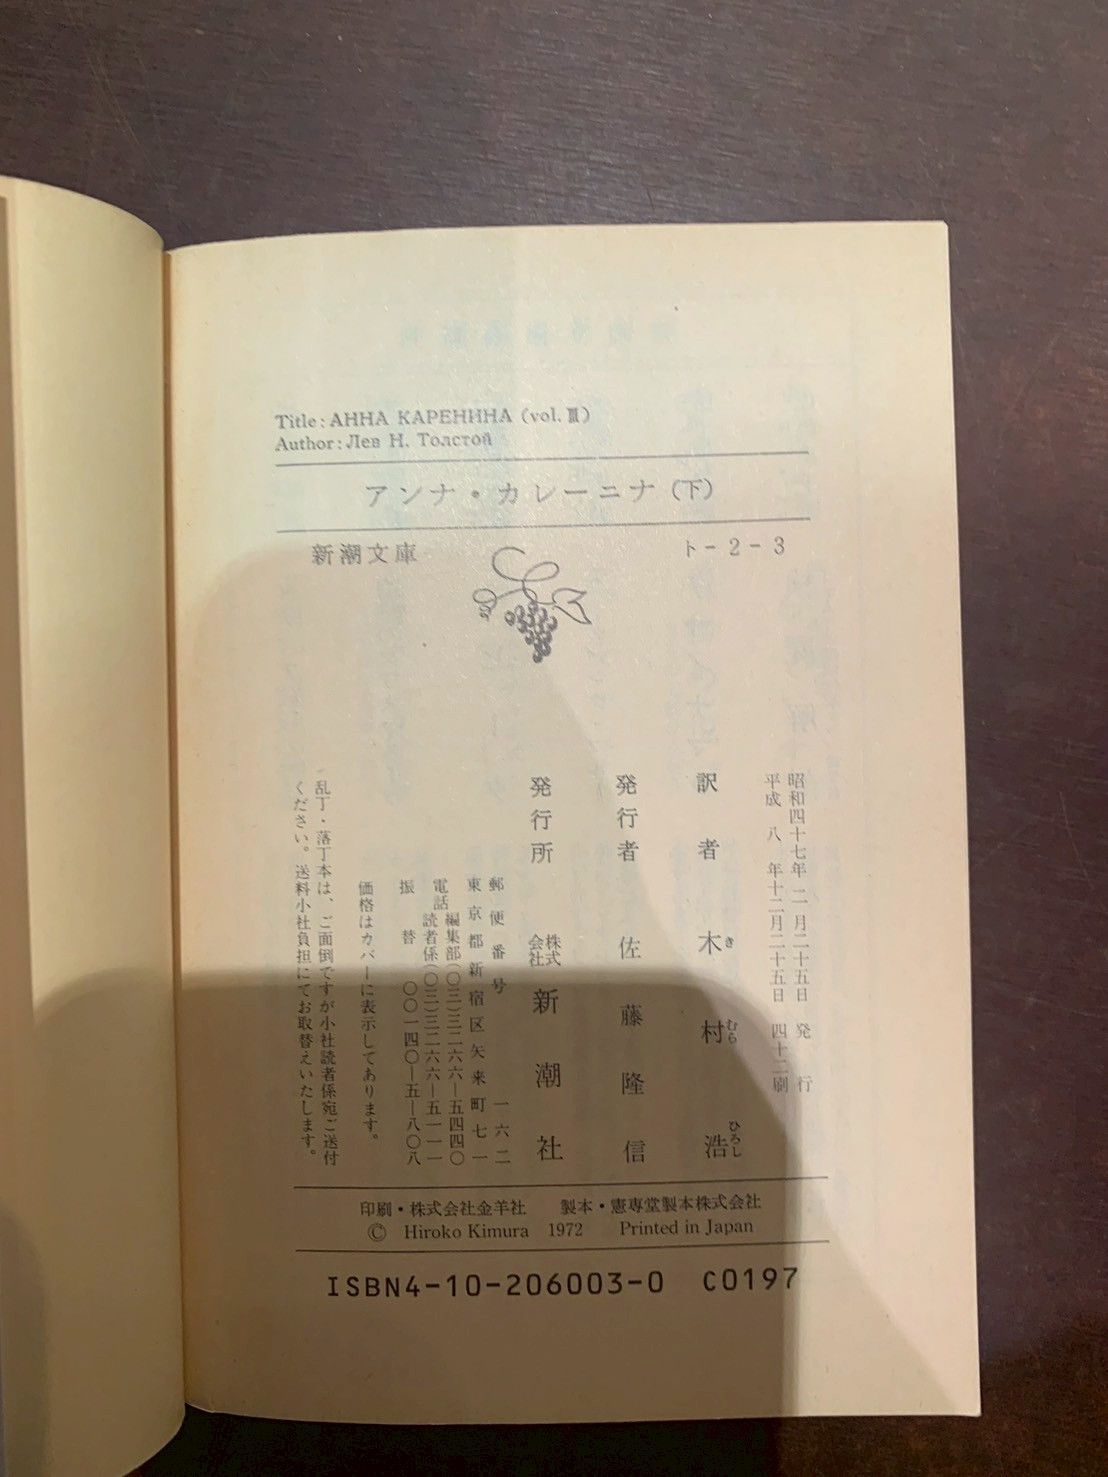 Title: АННА КАРЕНИНА (vol. Ⅲ)
Author: Лев Н. Толстой
アンナ・カレーニナ(下)
新潮文庫
ト-2-3
昭和四十七年 二 月二十五日 発 行
平成 八 年十二月二十五日 四十二刷
訳者 木村浩
き むら ひろし
発行者 佐藤隆信
発行所 株式会社 新潮社
郵便番号 一六二
東京都新宿区矢来町七一
電話 編集部(〇三)三二六六―五四四〇
読者係(〇三)三二六六―五一一一
振替 〇〇一四〇―五―八〇八
価格はカバーに表示してあります。
乱丁・落丁本は、ご面倒ですが小社読者係宛ご送付
ください。送料小社負担にてお取替えいたします。
印刷・株式会社金羊社 製本・憲専堂製本株式会社
© Hiroko Kimura 1972 Printed in Japan
ISBN4-10-206003-0 C0197